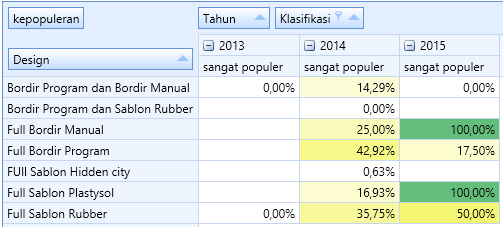 kepopuleran Tahun Klasifikasi
2013 2014 2015
Design sangat populer sangat populer sangat populer
Bordir Program dan Bordir Manual 0,00% 14,29% 0,00%
Bordir Program dan Sablon Rubber 0,00%
Full Bordir Manual 25,00% 100,00%
Full Bordir Program 42,92% 17,50%
FUll Sablon Hidden city 0,63%
Full Sablon Plastysol 16,93% 100,00%
Full Sablon Rubber 0,00% 35,75% 50,00%